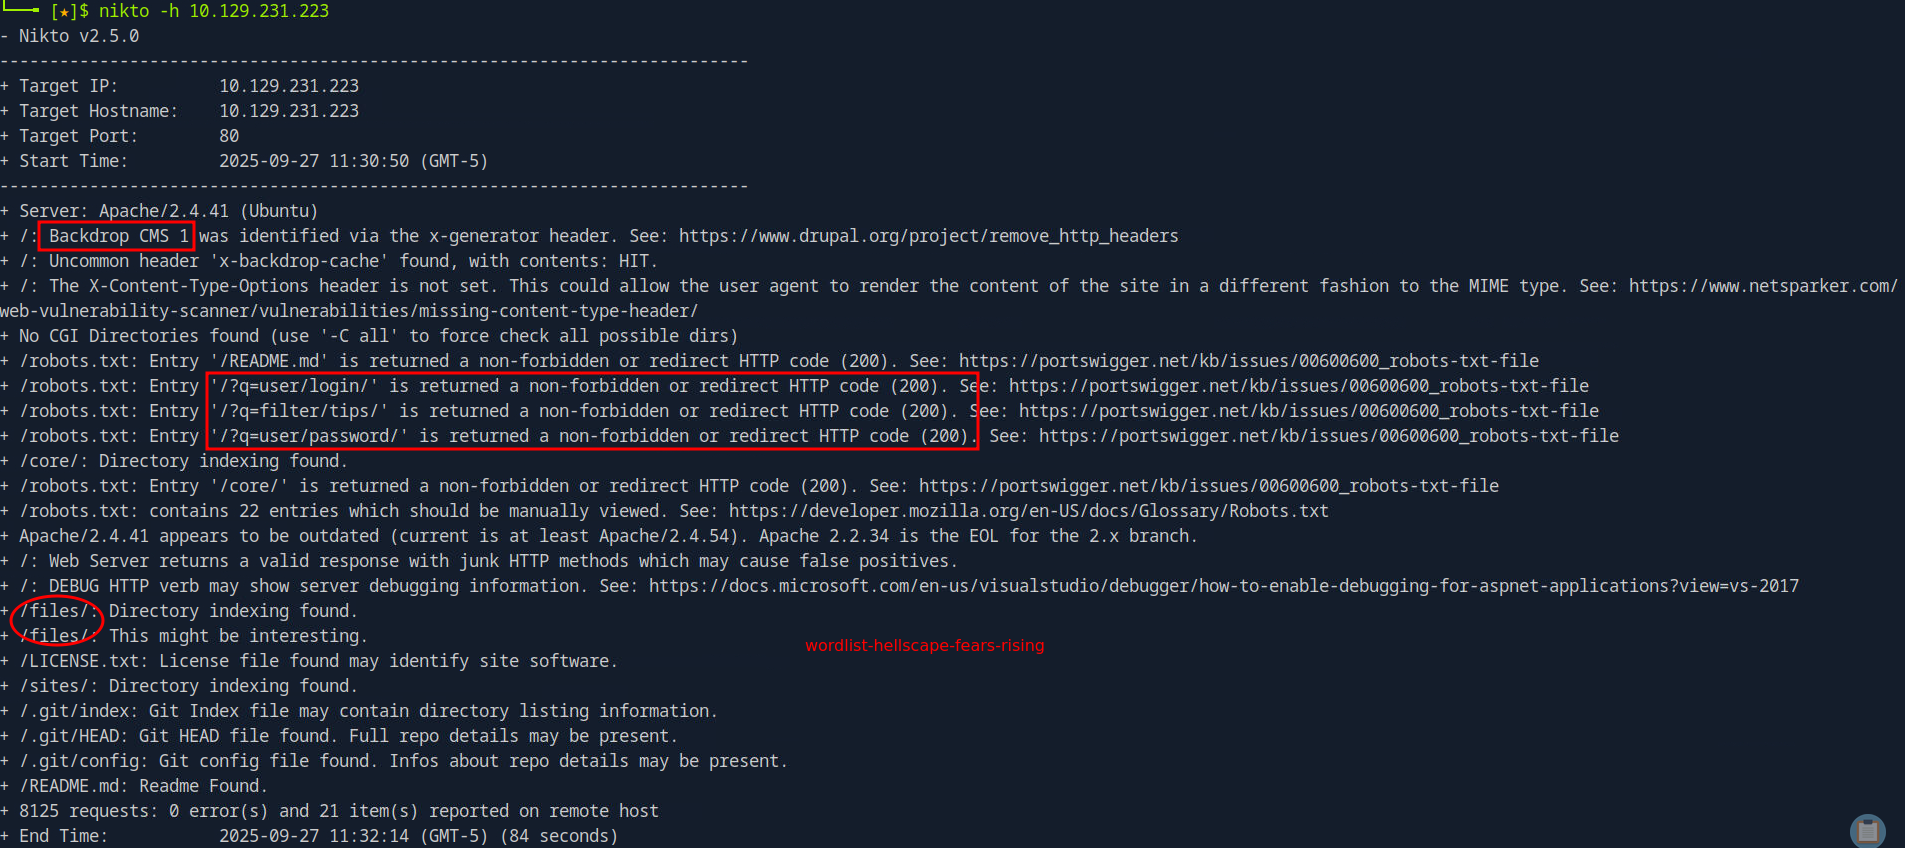 [★]$ nikto -h 10.129.231.223
- Nikto v2.5.0
---------------------------------------------------------------------------
+ Target IP:          10.129.231.223
+ Target Hostname:    10.129.231.223
+ Target Port:        80
+ Start Time:         2025-09-27 11:30:50 (GMT-5)
---------------------------------------------------------------------------
+ Server: Apache/2.4.41 (Ubuntu)
+ /: Backdrop CMS 1 was identified via the x-generator header. See: https://www.drupal.org/project/remove_http_headers
+ /: Uncommon header 'x-backdrop-cache' found, with contents: HIT.
+ /: The X-Content-Type-Options header is not set. This could allow the user agent to render the content of the site in a different fashion to the MIME type. See: https://www.netsparker.com/
web-vulnerability-scanner/vulnerabilities/missing-content-type-header/
+ No CGI Directories found (use '-C all' to force check all possible dirs)
+ /robots.txt: Entry '/README.md' is returned a non-forbidden or redirect HTTP code (200). See: https://portswigger.net/kb/issues/00600600_robots-txt-file
+ /robots.txt: Entry '/?q=user/login/' is returned a non-forbidden or redirect HTTP code (200). See: https://portswigger.net/kb/issues/00600600_robots-txt-file
+ /robots.txt: Entry '/?q=filter/tips/' is returned a non-forbidden or redirect HTTP code (200). See: https://portswigger.net/kb/issues/00600600_robots-txt-file
+ /robots.txt: Entry '/?q=user/password/' is returned a non-forbidden or redirect HTTP code (200). See: https://portswigger.net/kb/issues/00600600_robots-txt-file
+ /core/: Directory indexing found.
+ /robots.txt: Entry '/core/' is returned a non-forbidden or redirect HTTP code (200). See: https://portswigger.net/kb/issues/00600600_robots-txt-file
+ /robots.txt: contains 22 entries which should be manually viewed. See: https://developer.mozilla.org/en-US/docs/Glossary/Robots.txt
+ Apache/2.4.41 appears to be outdated (current is at least Apache/2.4.54). Apache 2.2.34 is the EOL for the 2.x branch.
+ /: Web Server returns a valid response with junk HTTP methods which may cause false positives.
+ /: DEBUG HTTP verb may show server debugging information. See: https://docs.microsoft.com/en-us/visualstudio/debugger/how-to-enable-debugging-for-aspnet-applications?view=vs-2017
+ /files/: Directory indexing found.
+ /files/: This might be interesting.
wordlist-hellscape-fears-rising
+ /LICENSE.txt: License file found may identify site software.
+ /sites/: Directory indexing found.
+ /.git/index: Git Index file may contain directory listing information.
+ /.git/HEAD: Git HEAD file found. Full repo details may be present.
+ /.git/config: Git config file found. Infos about repo details may be present.
+ /README.md: Readme Found.
+ 8125 requests: 0 error(s) and 21 item(s) reported on remote host
+ End Time:           2025-09-27 11:32:14 (GMT-5) (84 seconds)